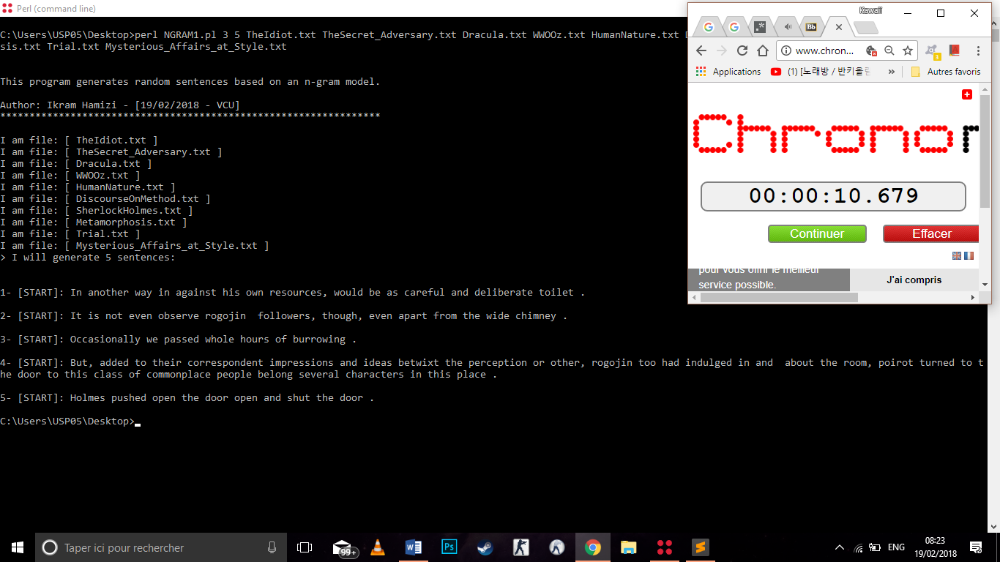 Perl (command line)
C:\Users\USP05\Desktop>perl NGRAM1.pl 3 5 TheIdiot.txt TheSecret_Adversary.txt Dracula.txt WWOOz.txt HumanNature.txt
sis.txt Trial.txt Mysterious_Affairs_at_Style.txt
This program generates random sentences based on an n-gram model.
Author: Ikram Hamizi - [19/02/2018 - VCU]
*****************************************************************
I am file: [ TheIdiot.txt ]
I am file: [ TheSecret_Adversary.txt ]
I am file: [ Dracula.txt ]
I am file: [ WWOOz.txt ]
I am file: [ HumanNature.txt ]
I am file: [ DiscourseOnMethod.txt ]
I am file: [ SherlockHolmes.txt ]
I am file: [ Metamorphosis.txt ]
I am file: [ Trial.txt ]
I am file: [ Mysterious_Affairs_at_Style.txt ]
> I will generate 5 sentences:
1- [START]: In another way in against his own resources, would be as careful and deliberate toilet .
2- [START]: It is not even observe rogojin  followers, though, even apart from the wide chimney .
3- [START]: Occasionally we passed whole hours of burrowing .
4- [START]: But, added to their correspondent impressions and ideas betwixt the perception or other, rogojin too had indulged in and  about the room, poirot turned to t
he door to this class of commonplace people belong several characters in this place .
5- [START]: Holmes pushed open the door open and shut the door .
C:\Users\USP05\Desktop>
Kawaii
Bb
www.chron...
3
Applications
(1) [노래방 / 반키올림
»
Autres favoris
Chronor
00:00:10.679
Continuer
Effacer
pour vous offrir le meilleur
service possible.
J'ai compris
Taper ici pour rechercher
99+
Ps
ENG
08:23
19/02/2018